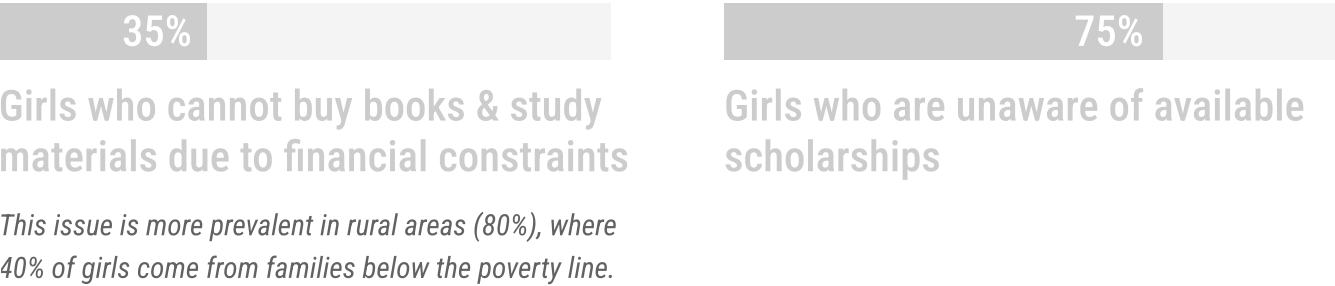 35%
Girls who cannot buy books & study
materials due to financial constraints
This issue is more prevalent in rural areas (80%), where
40% of girls come from families below the poverty line.
75%
Girls who are unaware of available
scholarships